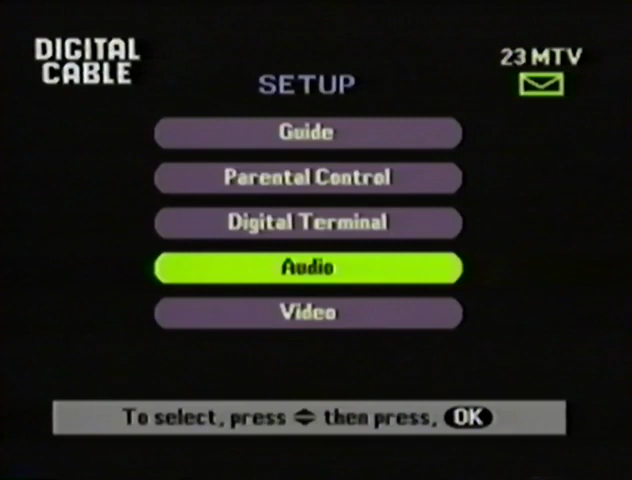 DIGITAL
CABLE
23 MTV
SETUP
Guide
Parental Control
Digital Terminal
Audio
Video
To select, press then press, OK